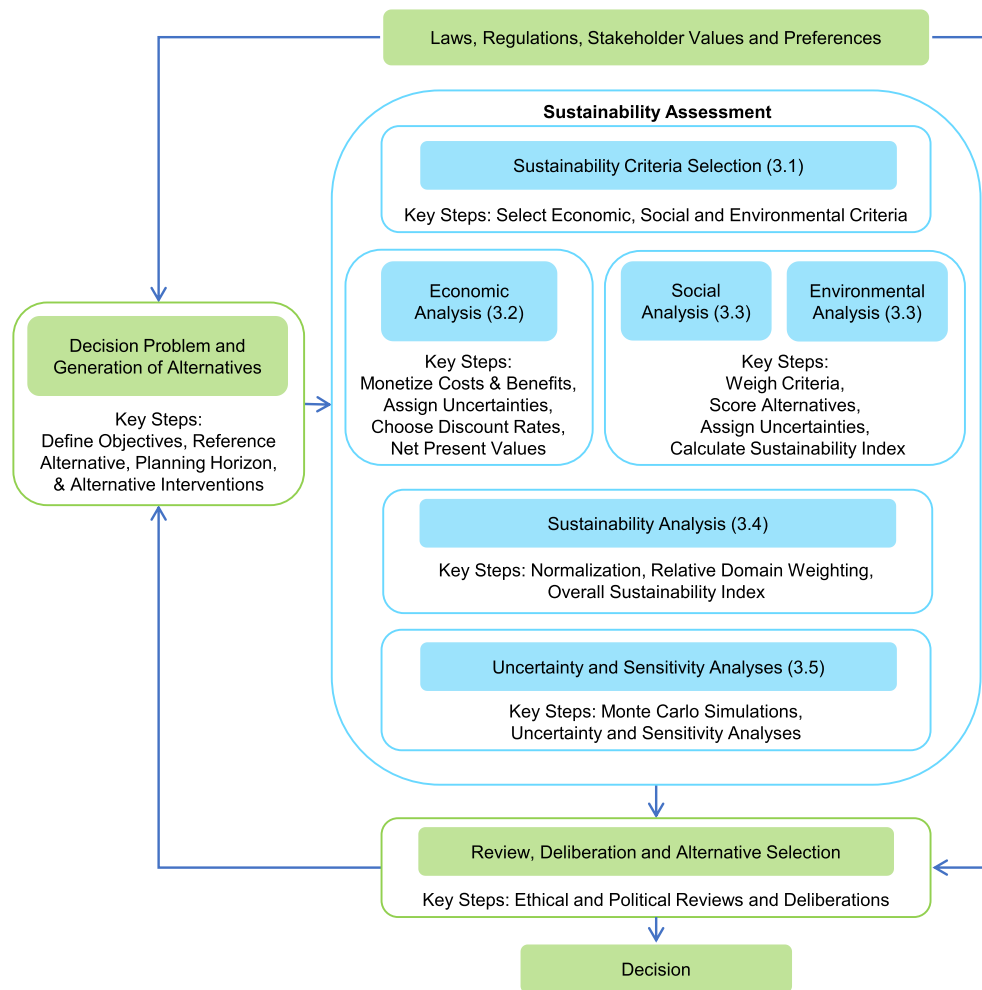 Laws, Regulations, Stakeholder Values and Preferences
Sustainability Assessment
Sustainability Criteria Selection (3.1)
Key Steps: Select Economic, Social and Environmental Criteria
Decision Problem and
Generation of Alternatives
Key Steps:
Define Objectives, Reference
Alternative, Planning Horizon,
& Alternative Interventions
Economic
Analysis (3.2)
Key Steps:
Monetize Costs & Benefits,
Assign Uncertainties,
Choose Discount Rates,
Net Present Values
Social
Analysis (3.3)
Environmental
Analysis (3.3)
Key Steps:
Weigh Criteria,
Score Alternatives,
Assign Uncertainties,
Calculate Sustainability Index
Sustainability Analysis (3.4)
Key Steps: Normalization, Relative Domain Weighting,
Overall Sustainability Index
Uncertainty and Sensitivity Analyses (3.5)
Key Steps: Monte Carlo Simulations,
Uncertainty and Sensitivity Analyses
Review, Deliberation and Alternative Selection
Key Steps: Ethical and Political Reviews and Deliberations
Decision